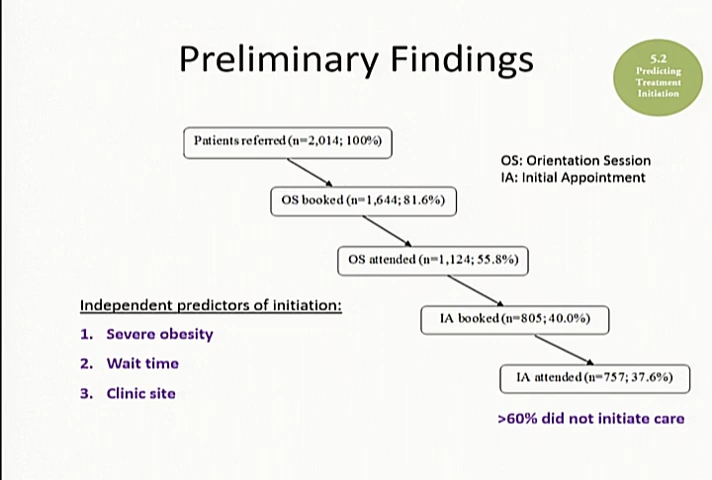 Preliminary Findings
5.2
Predicting
Treatment
Initiation
Patients referred (n=2,014; 100%)
OS: Orientation Session
IA: Initial Appointment
OS booked (n=1,644; 81.6%)
OS attended (n=1,124; 55.8%)
Independent predictors of initiation:
1. Severe obesity
2. Wait time
3. Clinic site
IA booked (n=805; 40.0%)
IA attended (n=757; 37.6%)
>60% did not initiate care